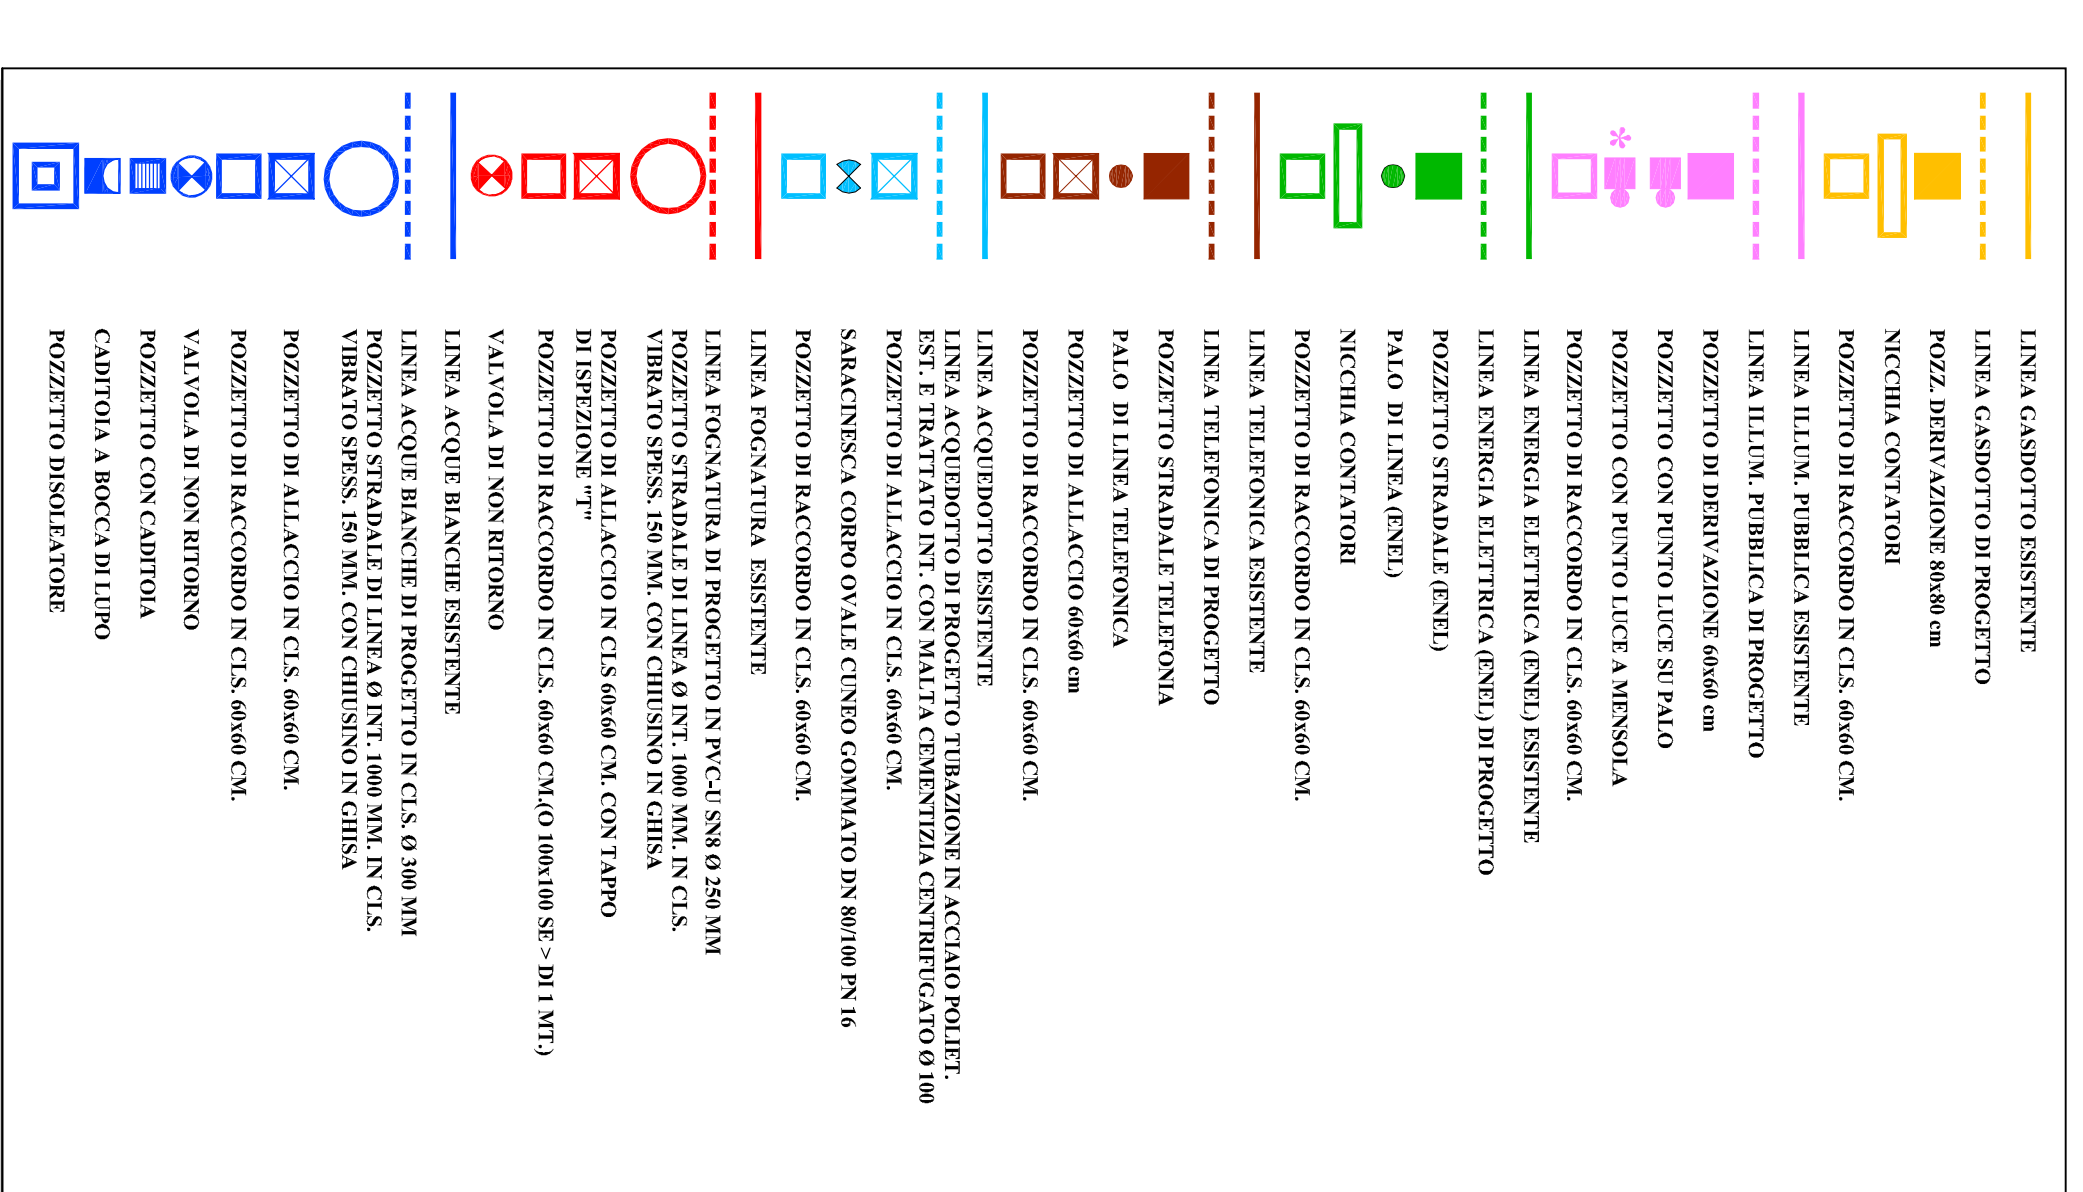 LINEA GASDOTTO ESISTENTE
LINEA GASDOTTO DI PROGETTO
POZZ. DERIVAZIONE 80x80 cm
NICCHIA CONTATORI
POZZETTO DI RACCORDO IN CLS. 60x60 CM.
LINEA ILLUM. PUBBLICA ESISTENTE
LINEA ILLUM. PUBBLICA DI PROGETTO
POZZETTO DI DERIVAZIONE 60x60 cm
POZZETTO CON PUNTO LUCE SU PALO
POZZETTO CON PUNTO LUCE A MENSOLA
POZZETTO DI RACCORDO IN CLS. 60x60 CM.
LINEA ENERGIA ELETTRICA (ENEL) ESISTENTE
LINEA ENERGIA ELETTRICA (ENEL) DI PROGETTO
POZZETTO STRADALE (ENEL)
PALO DI LINEA (ENEL)
NICCHIA CONTATORI
POZZETTO DI RACCORDO IN CLS. 60x60 CM.
LINEA TELEFONICA ESISTENTE
LINEA TELEFONICA DI PROGETTO
POZZETTO STRADALE TELEFONIA
PALO DI LINEA TELEFONICA
POZZETTO DI ALLACCIO 60x60 cm
POZZETTO DI RACCORDO IN CLS. 60x60 CM.
LINEA ACQUEDOTTO ESISTENTE
LINEA ACQUEDOTTO DI PROGETTO TUBAZIONE IN ACCIAIO POLIET.
EST. E TRATTATO INT. CON MALTA CEMENTIZIA CENTRIFUGATO Ø 100
POZZETTO DI ALLACCIO IN CLS. 60x60 CM.
SARACINESCA CORPO OVALE CUNEO GOMMATO DN 80/100 PN 16
POZZETTO DI RACCORDO IN CLS. 60x60 CM.
LINEA FOGNATURA ESISTENTE
LINEA FOGNATURA DI PROGETTO IN PVC-U SN8 Ø 250 MM
POZZETTO STRADALE DI LINEA Ø INT. 1000 MM. IN CLS.
VIBRATO SPESS. 150 MM. CON CHIUSINO IN GHISA
POZZETTO DI ALLACCIO IN CLS 60x60 CM. CON TAPPO
DI ISPEZIONE "T"
POZZETTO DI RACCORDO IN CLS. 60x60 CM.(O 100x100 SE > DI 1 MT.)
VALVOLA DI NON RITORNO
LINEA ACQUE BIANCHE ESISTENTE
LINEA ACQUE BIANCHE DI PROGETTO IN CLS. Ø 300 MM
POZZETTO STRADALE DI LINEA Ø INT. 1000 MM. IN CLS.
VIBRATO SPESS. 150 MM. CON CHIUSINO IN GHISA
POZZETTO DI ALLACCIO IN CLS. 60x60 CM.
POZZETTO DI RACCORDO IN CLS. 60x60 CM.
VALVOLA DI NON RITORNO
POZZETTO CON CADITOIA
CADITOIA A BOCCA DI LUPO
POZZETTO DISOLEATORE